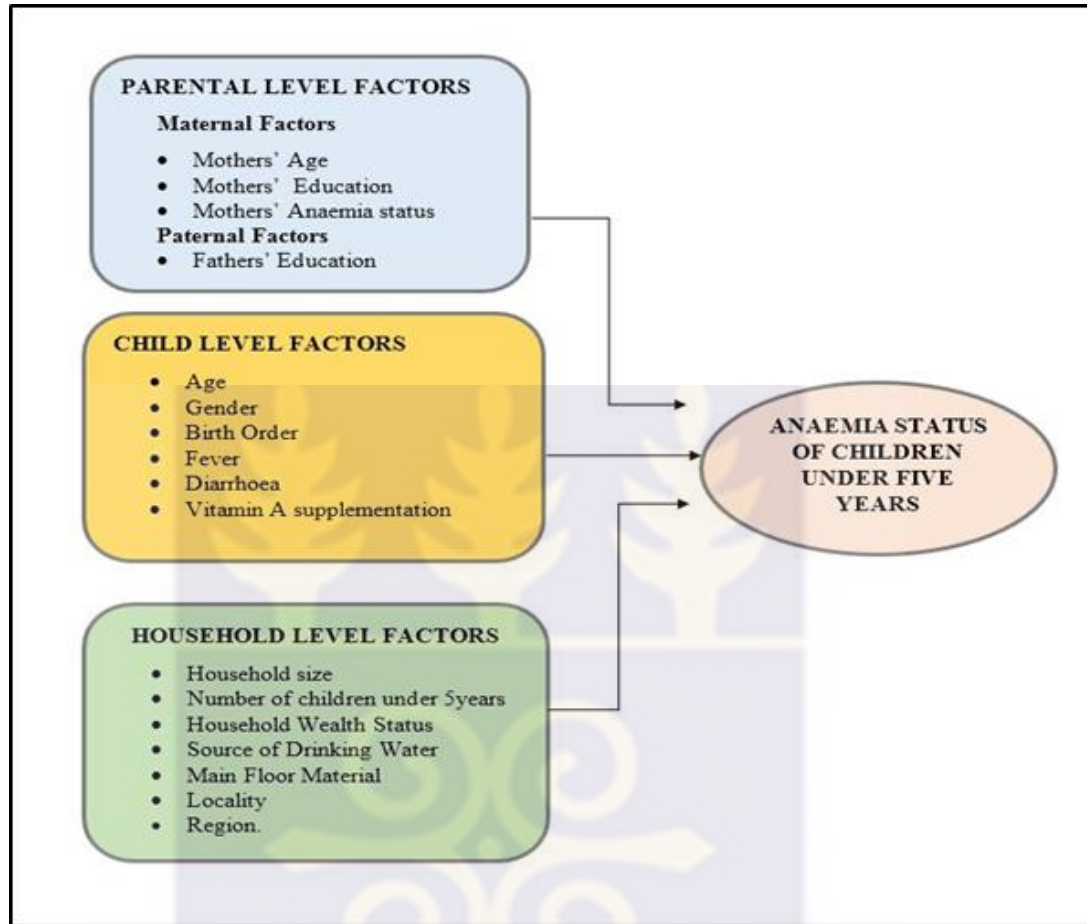 PARENTAL LEVEL FACTORS
Maternal Factors
• Mothers' Age
• Mothers' Education
• Mothers' Anaemia status
Paternal Factors
• Fathers' Education
CHILD LEVEL FACTORS
• Age
• Gender
• Birth Order
• Fever
• Diarrhoea
• Vitamin A supplementation
HOUSEHOLD LEVEL FACTORS
• Household size
• Number of children under 5years
• Household Wealth Status
• Source of Drinking Water
• Main Floor Material
• Locality
• Region.
ANAEMIA STATUS
OF CHILDREN
UNDER FIVE
YEARS